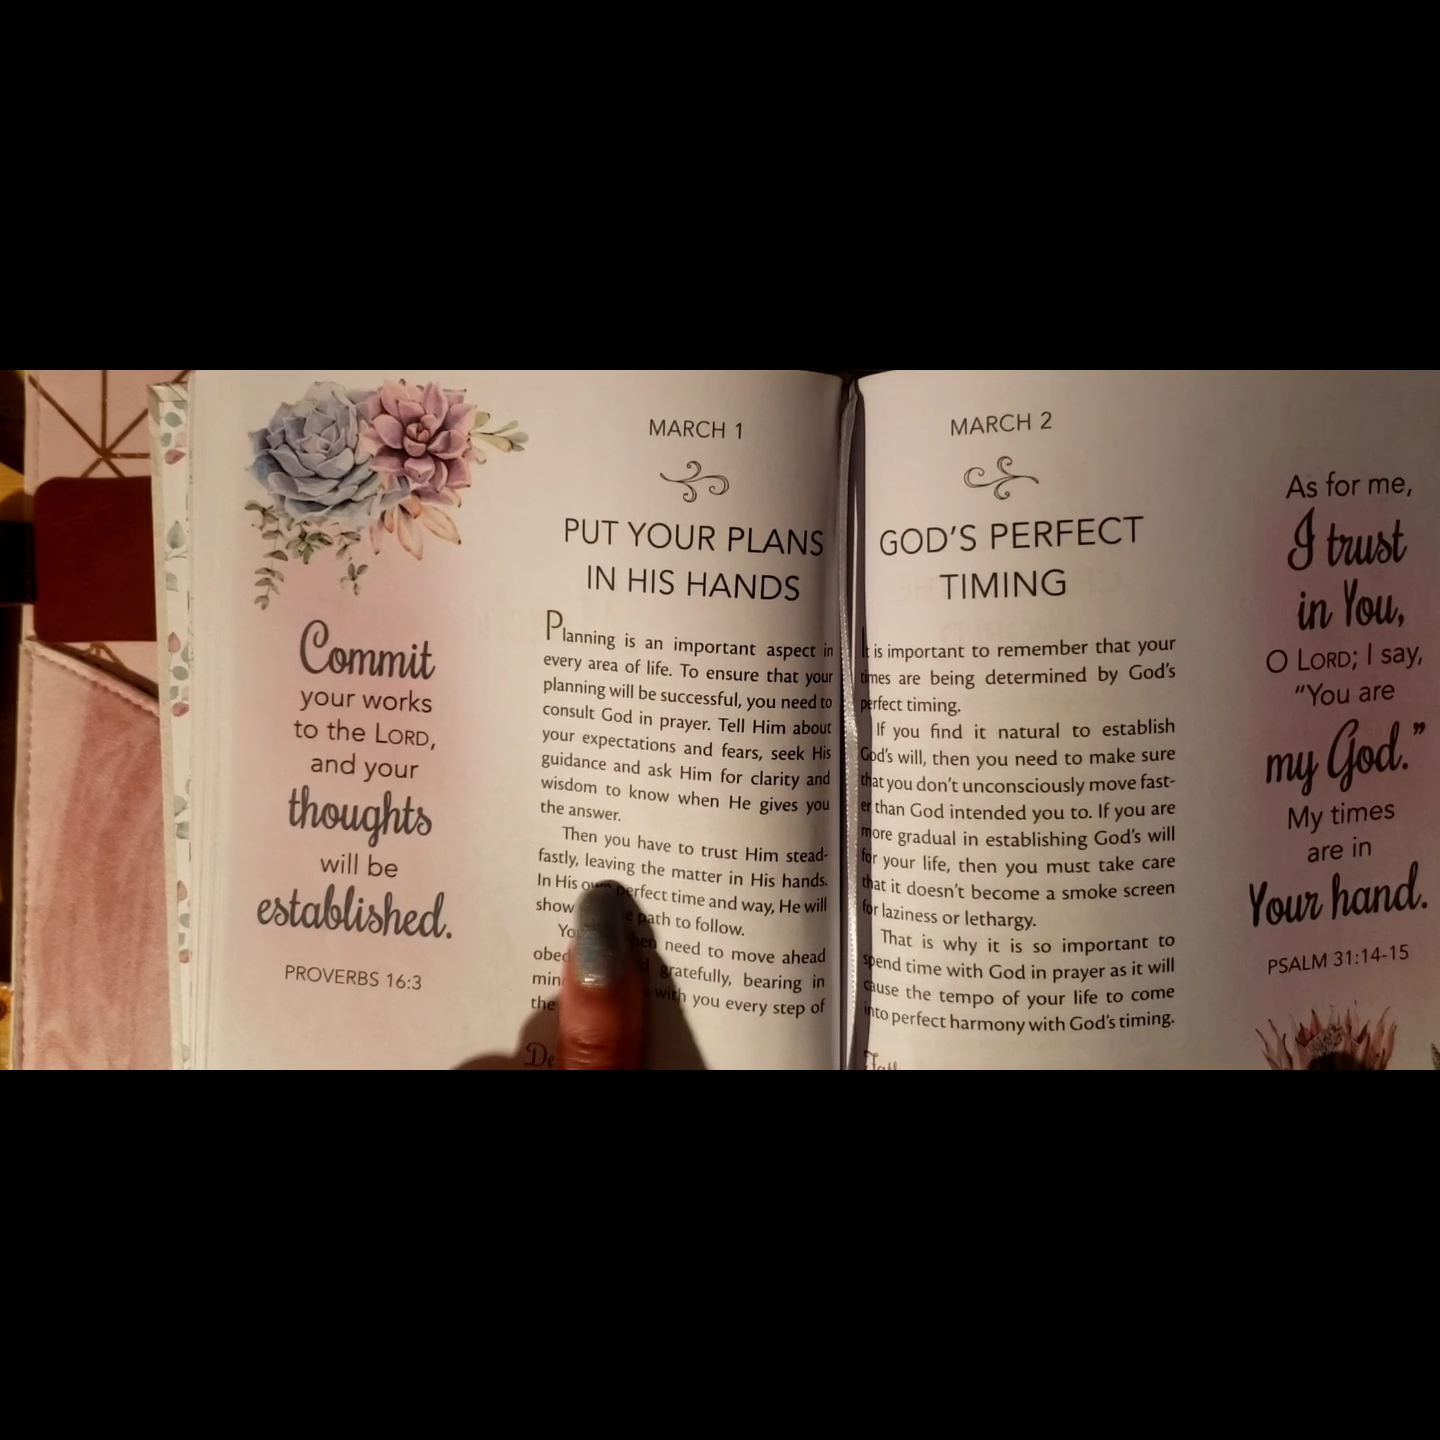 Commit
your works
to the LORD,
and your
thoughts
will be
established.
PROVERBS 16:3
MARCH 1
PUT YOUR PLANS
IN HIS HANDS
Planning is an important aspect in
every area of life. To ensure that your
planning will be successful, you need to
consult God in prayer. Tell Him about
your expectations and fears, seek His
guidance and ask Him for clarity and
wisdom to know when He gives you
the answer.
Then you have to trust Him stead-
fastly, leaving the matter in His hands.
In His own perfect time and way, He will
show path to follow.
need to move ahead
gratefully, bearing in
with you every step of
the
MARCH 2
GOD'S PERFECT
TIMING
It is important to remember that your
times are being determined by God's
perfect timing.
If you find it natural to establish
God's will, then you need to make sure
that you don't unconsciously move fast-
er than God intended you to. If you are
more gradual in establishing God's will
for your life, then you must take care
that it doesn't become a smoke screen
for laziness or lethargy.
That is why it is so important to
spend time with God in prayer as it will
cause the tempo of your life to come
into perfect harmony with God's timing.
As for me,
I trust
in You,
O LORD; I say,
"You are
my God."
My times
are in
Your hand.
PSALM 31:14-15